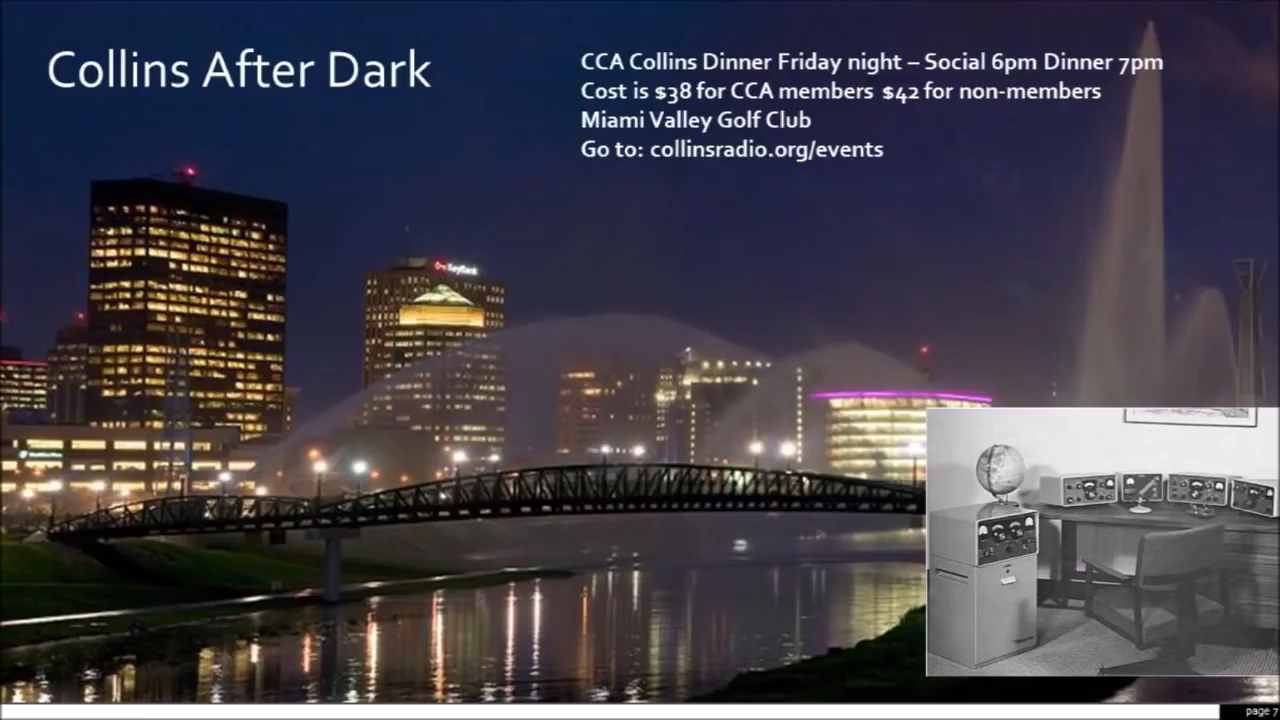 Collins After Dark
CCA Collins Dinner Friday night – Social 6pm Dinner 7pm
Cost is $38 for CCA members $42 for non-members
Miami Valley Golf Club
Go to: collinsradio.org/events
KeyBank
page 7